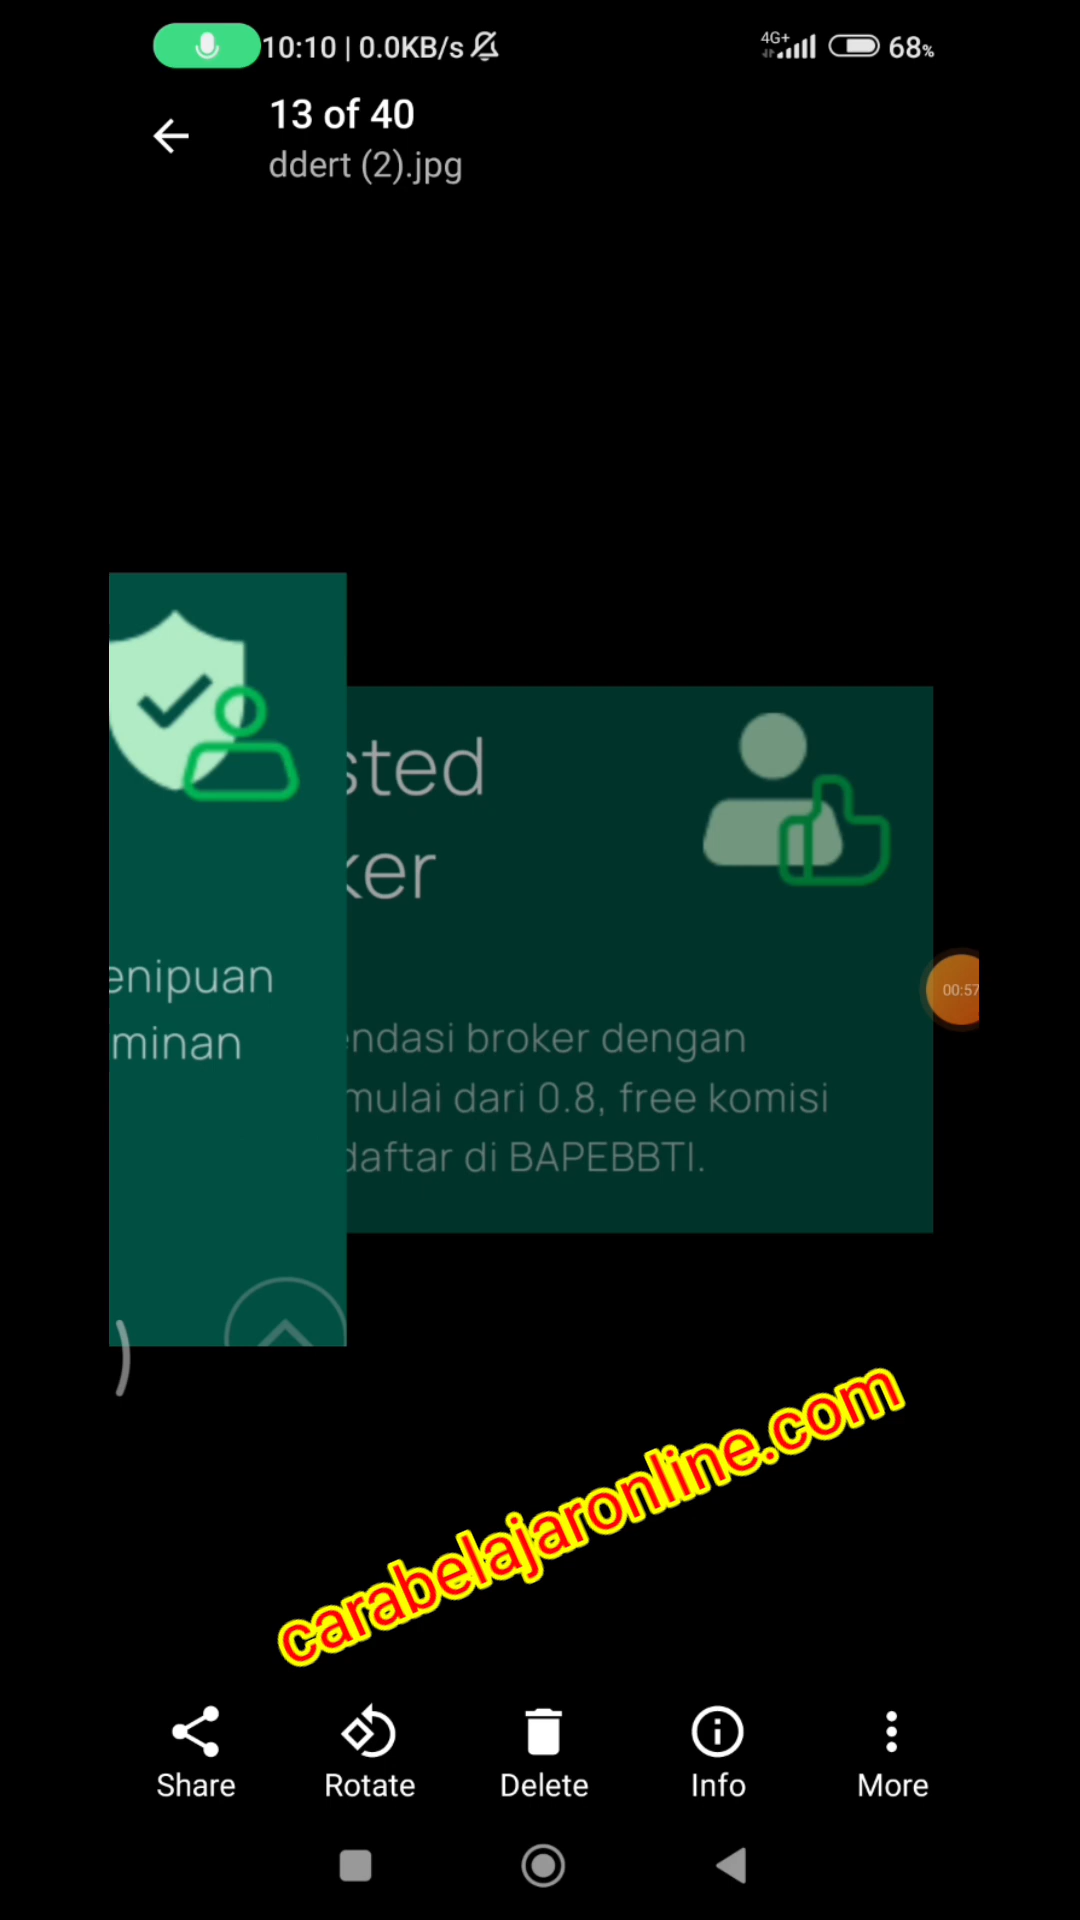 10:10 | 0.0KB/s
4G+
68%
13 of 40
ddert (2).jpg
sted
ker
enipuan
minan
endasi broker dengan
mulai dari 0.8, free komisi
daftar di BAPEBBTI.
00:57
carabelajaronline.com
Share
Rotate
Delete
Info
More